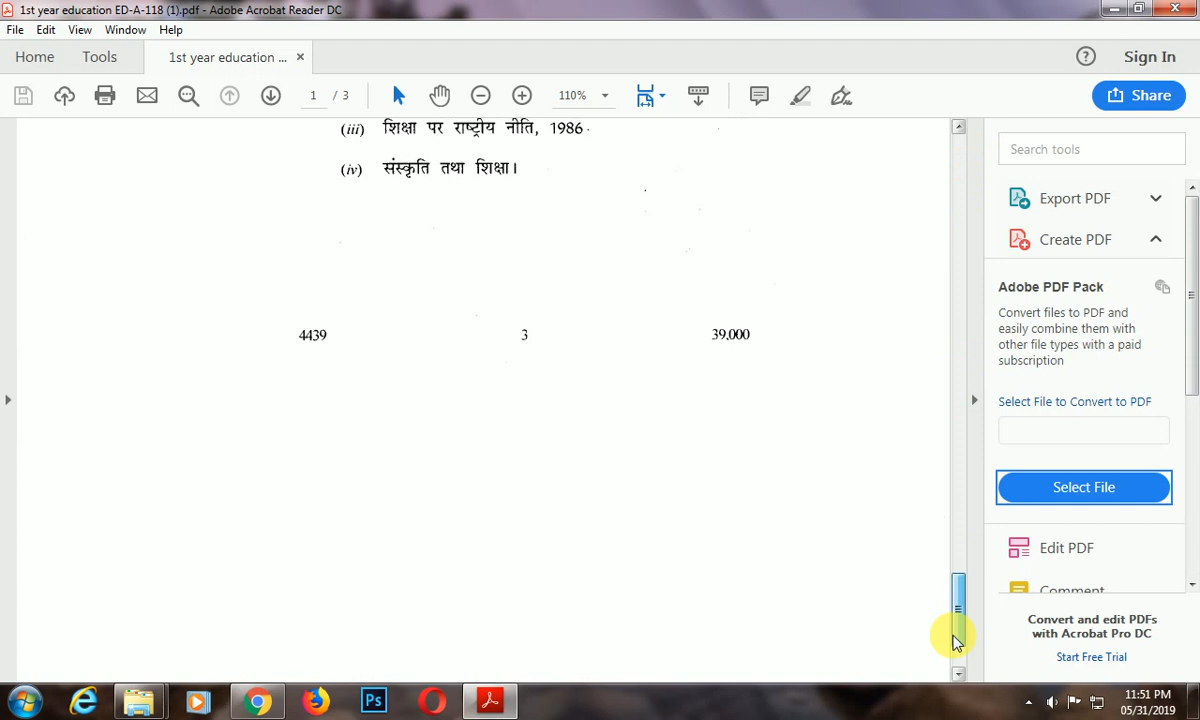 1st year education ED-A-118 (1).pdf - Adobe Acrobat Reader DC
File Edit View Window Help
Home Tools 1st year education ... × Sign In
1 / 3 110% Share
(iii) शिक्षा पर राष्ट्रीय नीति, 1986
(iv) संस्कृति तथा शिक्षा।
4439 3 39,000
Search tools
Export PDF
Create PDF
Adobe PDF Pack
Convert files to PDF and
easily combine them with
other file types with a paid
subscription
Select File to Convert to PDF
Select File
Edit PDF
Comment
Convert and edit PDFs
with Acrobat Pro DC
Start Free Trial
Ps
11:51 PM
05/31/2019